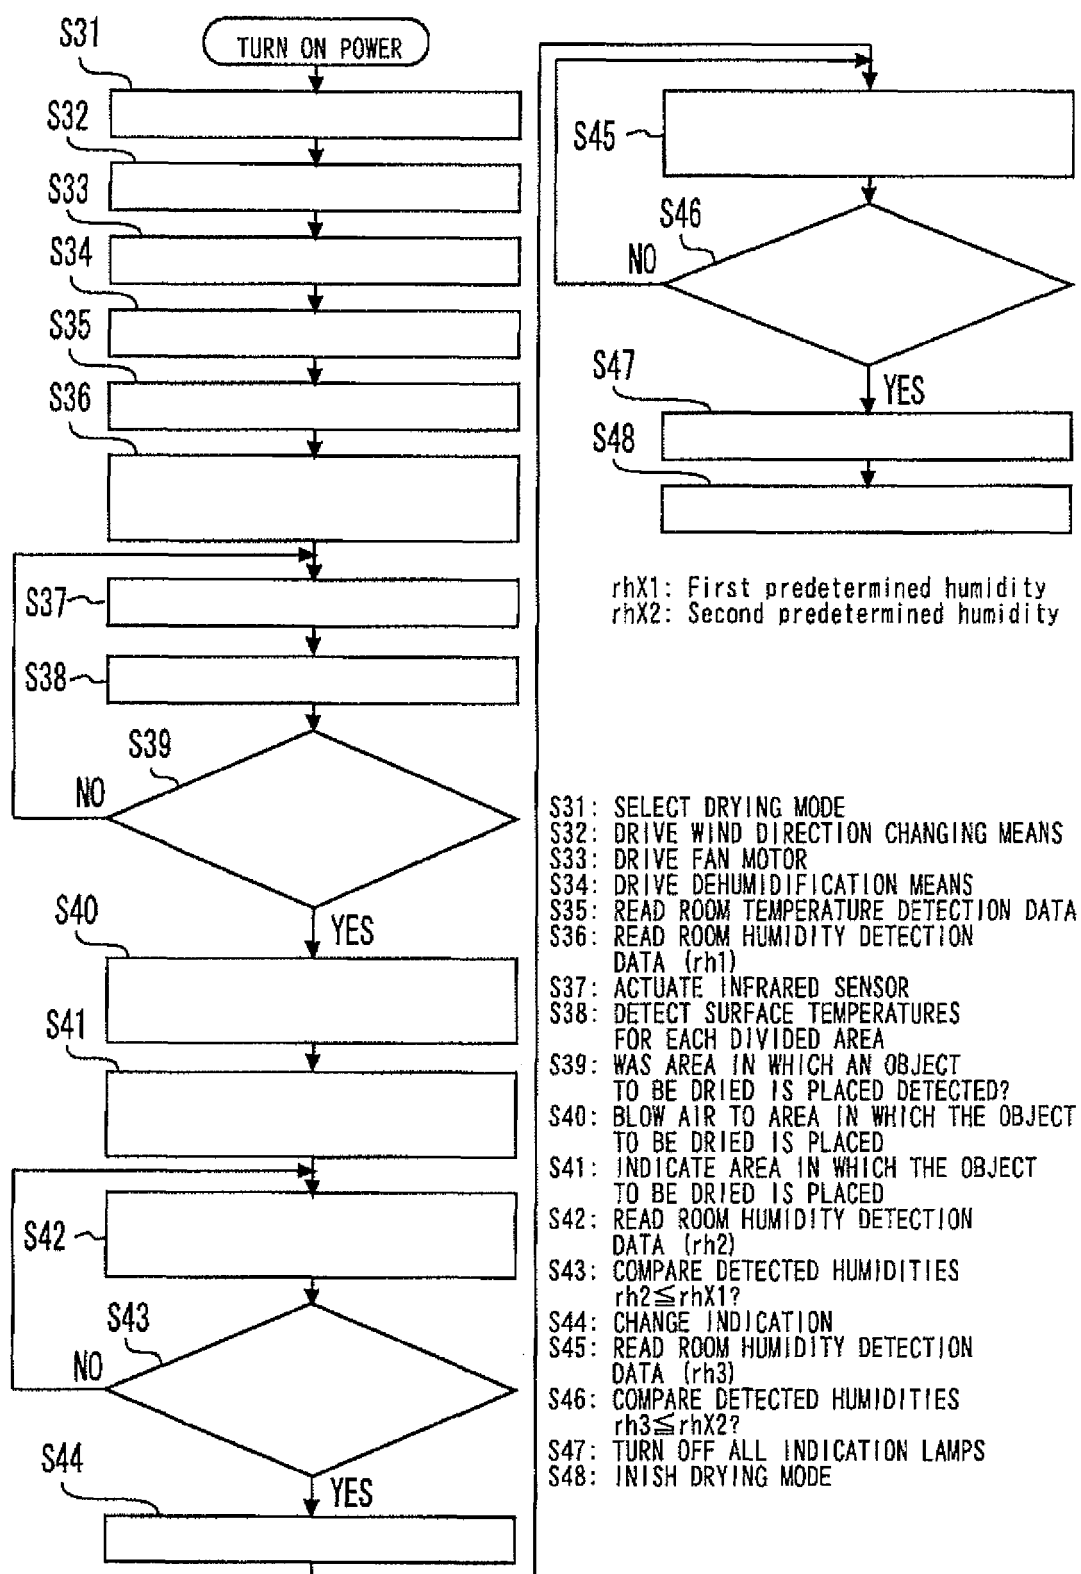 TURN ON POWER
S31
S32
S33
S34
S35
S36
S37
S38
S39
NO
YES
S40
S41
S42
S43
NO
YES
S44
S45
S46
NO
YES
S47
S48
rhX1: First predetermined humidity
rhX2: Second predetermined humidity
S31: SELECT DRYING MODE
S32: DRIVE WIND DIRECTION CHANGING MEANS
S33: DRIVE FAN MOTOR
S34: DRIVE DEHUMIDIFICATION MEANS
S35: READ ROOM TEMPERATURE DETECTION DATA
S36: READ ROOM HUMIDITY DETECTION
DATA (rh1)
S37: ACTUATE INFRARED SENSOR
S38: DETECT SURFACE TEMPERATURES
FOR EACH DIVIDED AREA
S39: WAS AREA IN WHICH AN OBJECT
TO BE DRIED IS PLACED DETECTED?
S40: BLOW AIR TO AREA IN WHICH THE OBJECT
TO BE DRIED IS PLACED
S41: INDICATE AREA IN WHICH THE OBJECT
TO BE DRIED IS PLACED
S42: READ ROOM HUMIDITY DETECTION
DATA (rh2)
S43: COMPARE DETECTED HUMIDITIES
rh2≦rhX1?
S44: CHANGE INDICATION
S45: READ ROOM HUMIDITY DETECTION
DATA (rh3)
S46: COMPARE DETECTED HUMIDITIES
rh3≦rhX2?
S47: TURN OFF ALL INDICATION LAMPS
S48: INISH DRYING MODE